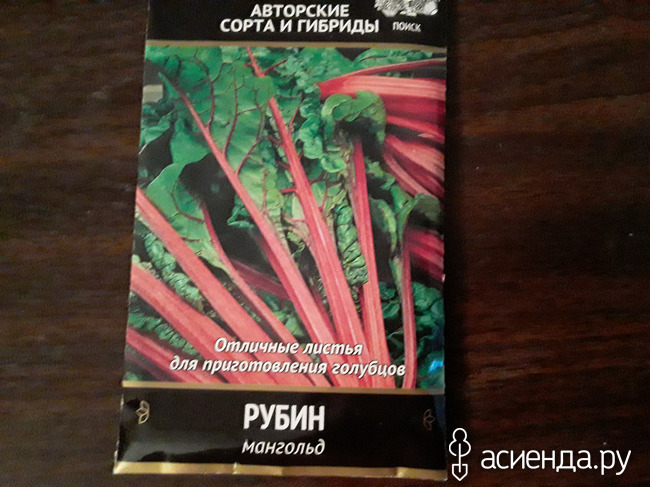 АВТОРСКИЕ
СОРТА И ГИБРИДЫ
ПОИСК
Отличные листья
для приготовления голубцов
РУБИН
мангольд
асиенда.ру